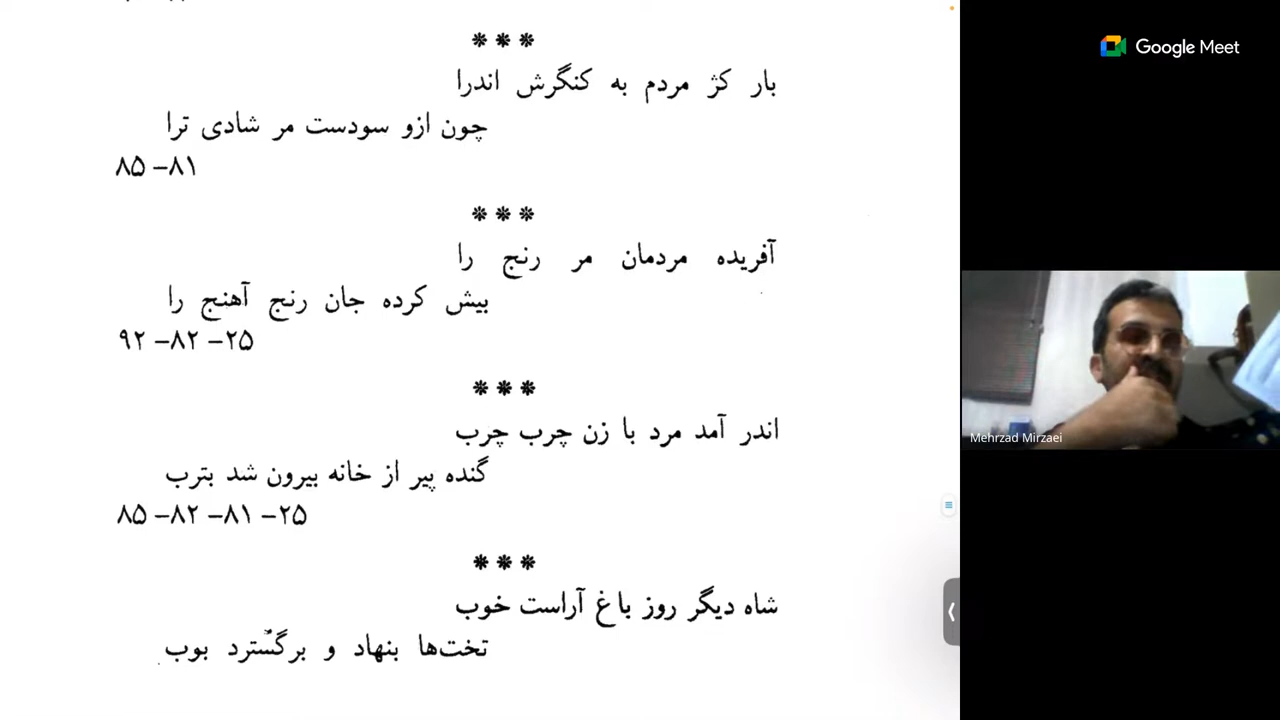 ***
بار کژ مردم به کنگرش اندرا
چون ازو سودست مر شادی ترا
۸۱– ۸۵
***
آفریده مردمان مر رنج را
بیش کرده جان رنج آهنج را
۲۵– ۸۲– ۹۲
***
اندر آمد مرد با زن چرب چرب
گنده پیر از خانه بیرون شد بترب
۲۵– ۸۱– ۸۲– ۸۵
***
شاه دیگر روز باغ آراست خوب
تخت‌ها بنهاد و برگسترد بوب
Google Meet
Mehrzad Mirzaei